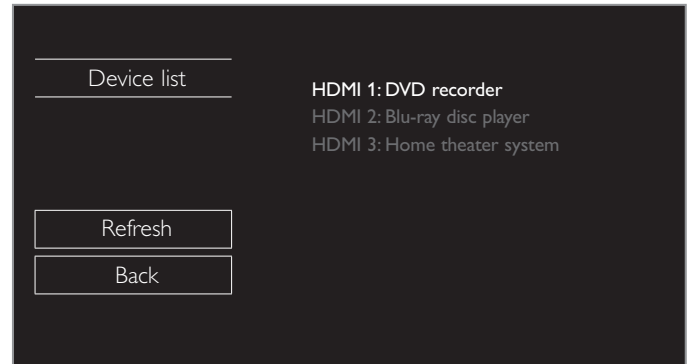 Device list
HDMI 1: DVD recorder
HDMI 2: Blu-ray disc player
HDMI 3: Home theater system
Refresh
Back